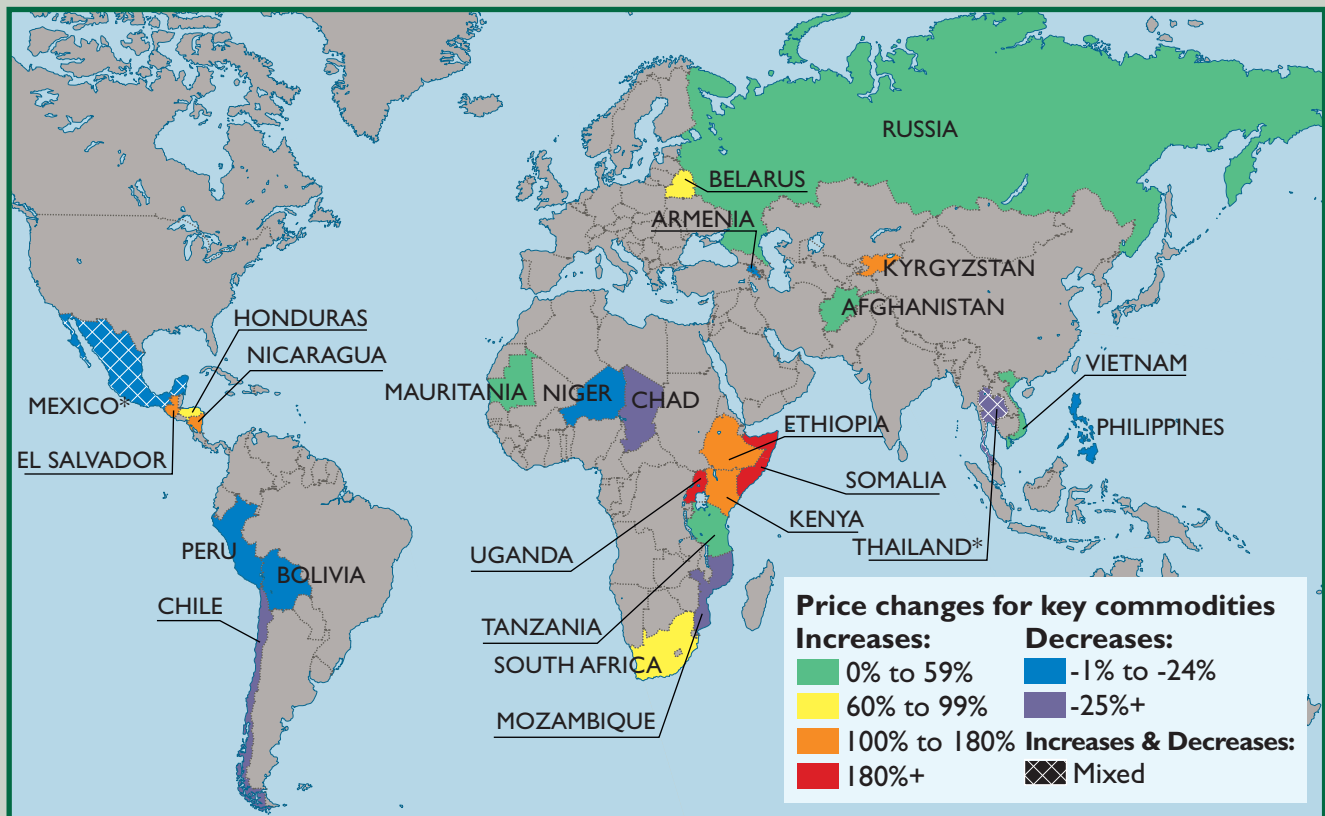 RUSSIA
BELARUS
ARMENIA
KYRGYZSTAN
AFGHANISTAN
HONDURAS
NICARAGUA
VIETNAM
MAURITANIA
NIGER
CHAD
MEXICO*
ETHIOPIA
PHILIPPINES
EL SALVADOR
SOMALIA
KENYA
PERU
UGANDA
THAILAND*
BOLIVIA
CHILE
TANZANIA
SOUTH AFRICA
MOZAMBIQUE
Price changes for key commodities
Increases:
0% to 59%
60% to 99%
100% to 180%
180%+
Decreases:
-1% to -24%
-25%+
Increases & Decreases:
Mixed